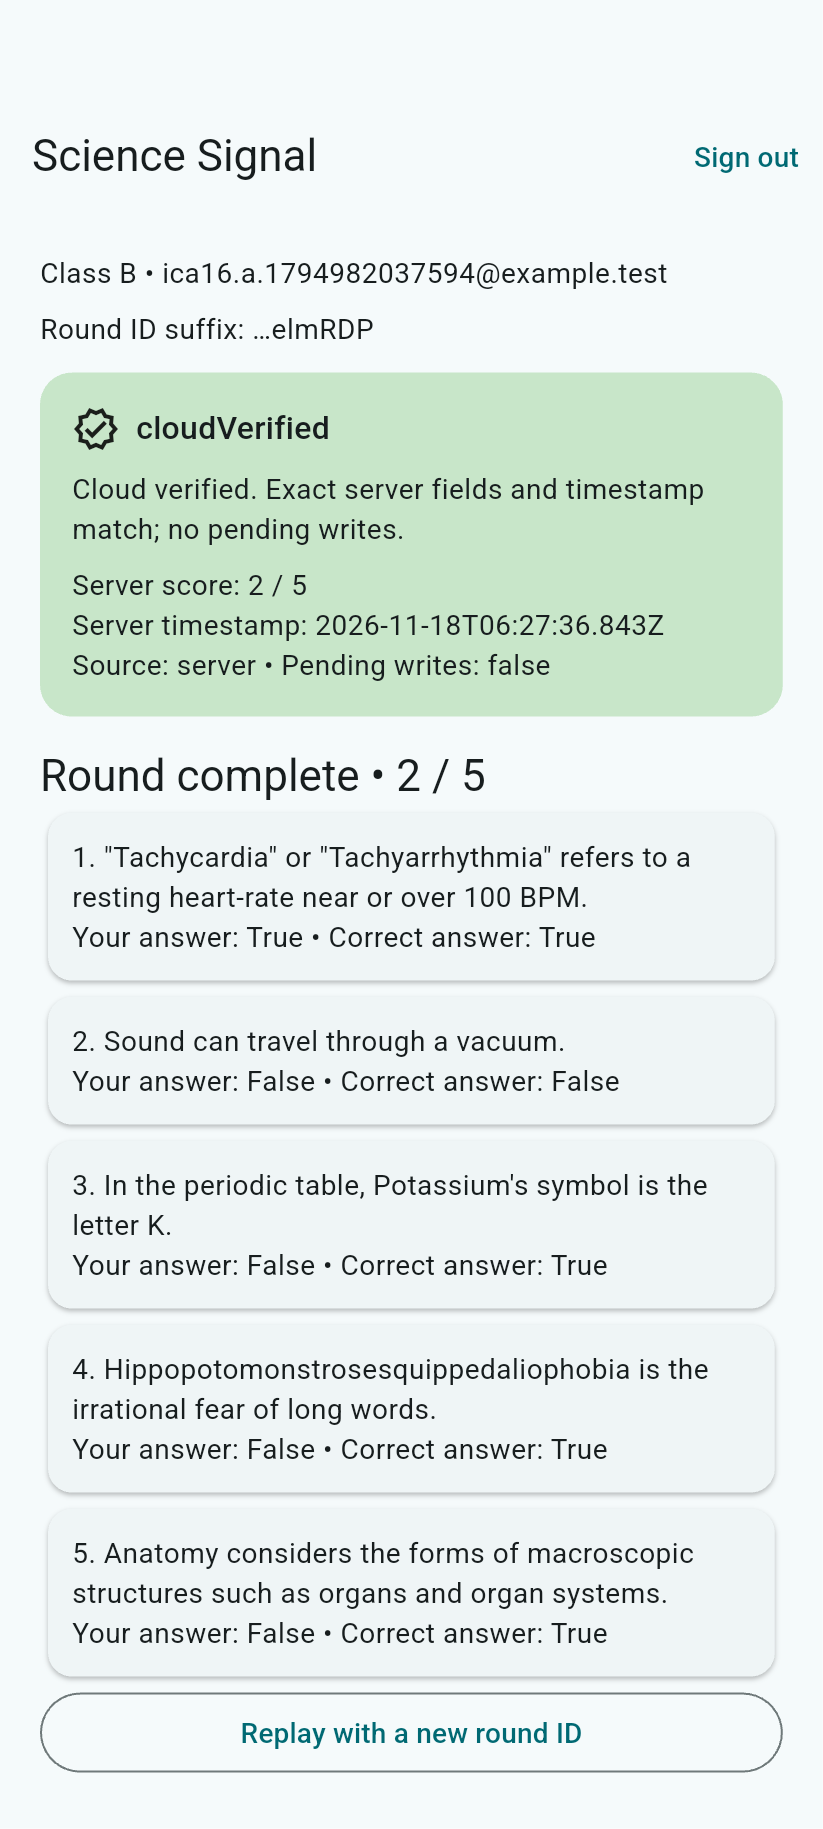 Science Signal
Sign out
Class B • ica16.a.1794982037594@example.test
Round ID suffix: …elmRDP
cloudVerified
Cloud verified. Exact server fields and timestamp
match; no pending writes.
Server score: 2 / 5
Server timestamp: 2026-11-18T06:27:36.843Z
Source: server • Pending writes: false
Round complete • 2 / 5
1. "Tachycardia" or "Tachyarrhythmia" refers to a
resting heart-rate near or over 100 BPM.
Your answer: True • Correct answer: True
2. Sound can travel through a vacuum.
Your answer: False • Correct answer: False
3. In the periodic table, Potassium's symbol is the
letter K.
Your answer: False • Correct answer: True
4. Hippopotomonstrosesquippedaliophobia is the
irrational fear of long words.
Your answer: False • Correct answer: True
5. Anatomy considers the forms of macroscopic
structures such as organs and organ systems.
Your answer: False • Correct answer: True
Replay with a new round ID